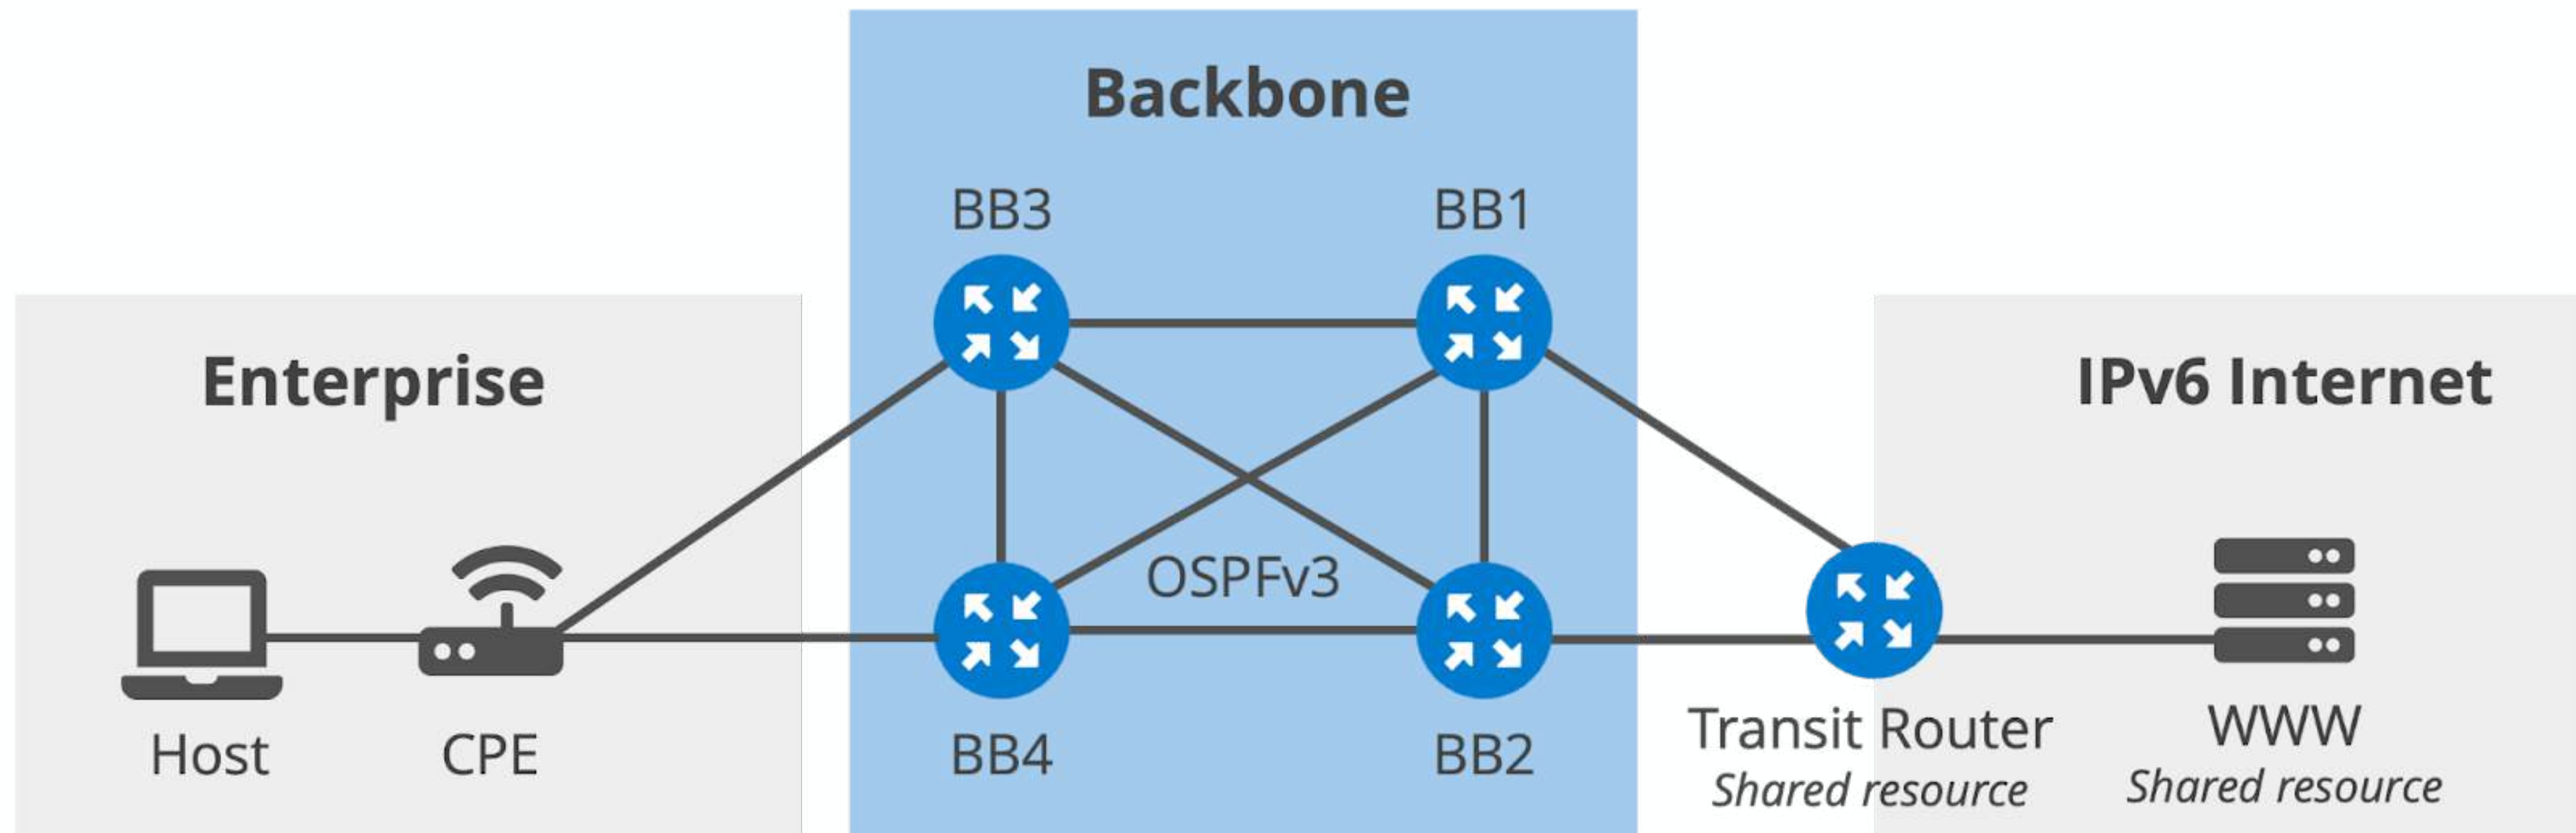 Backbone
BB3
BB1
Enterprise
IPv6 Internet
OSPFv3
Host
CPE
BB4
BB2
Transit Router
Shared resource
WWW
Shared resource